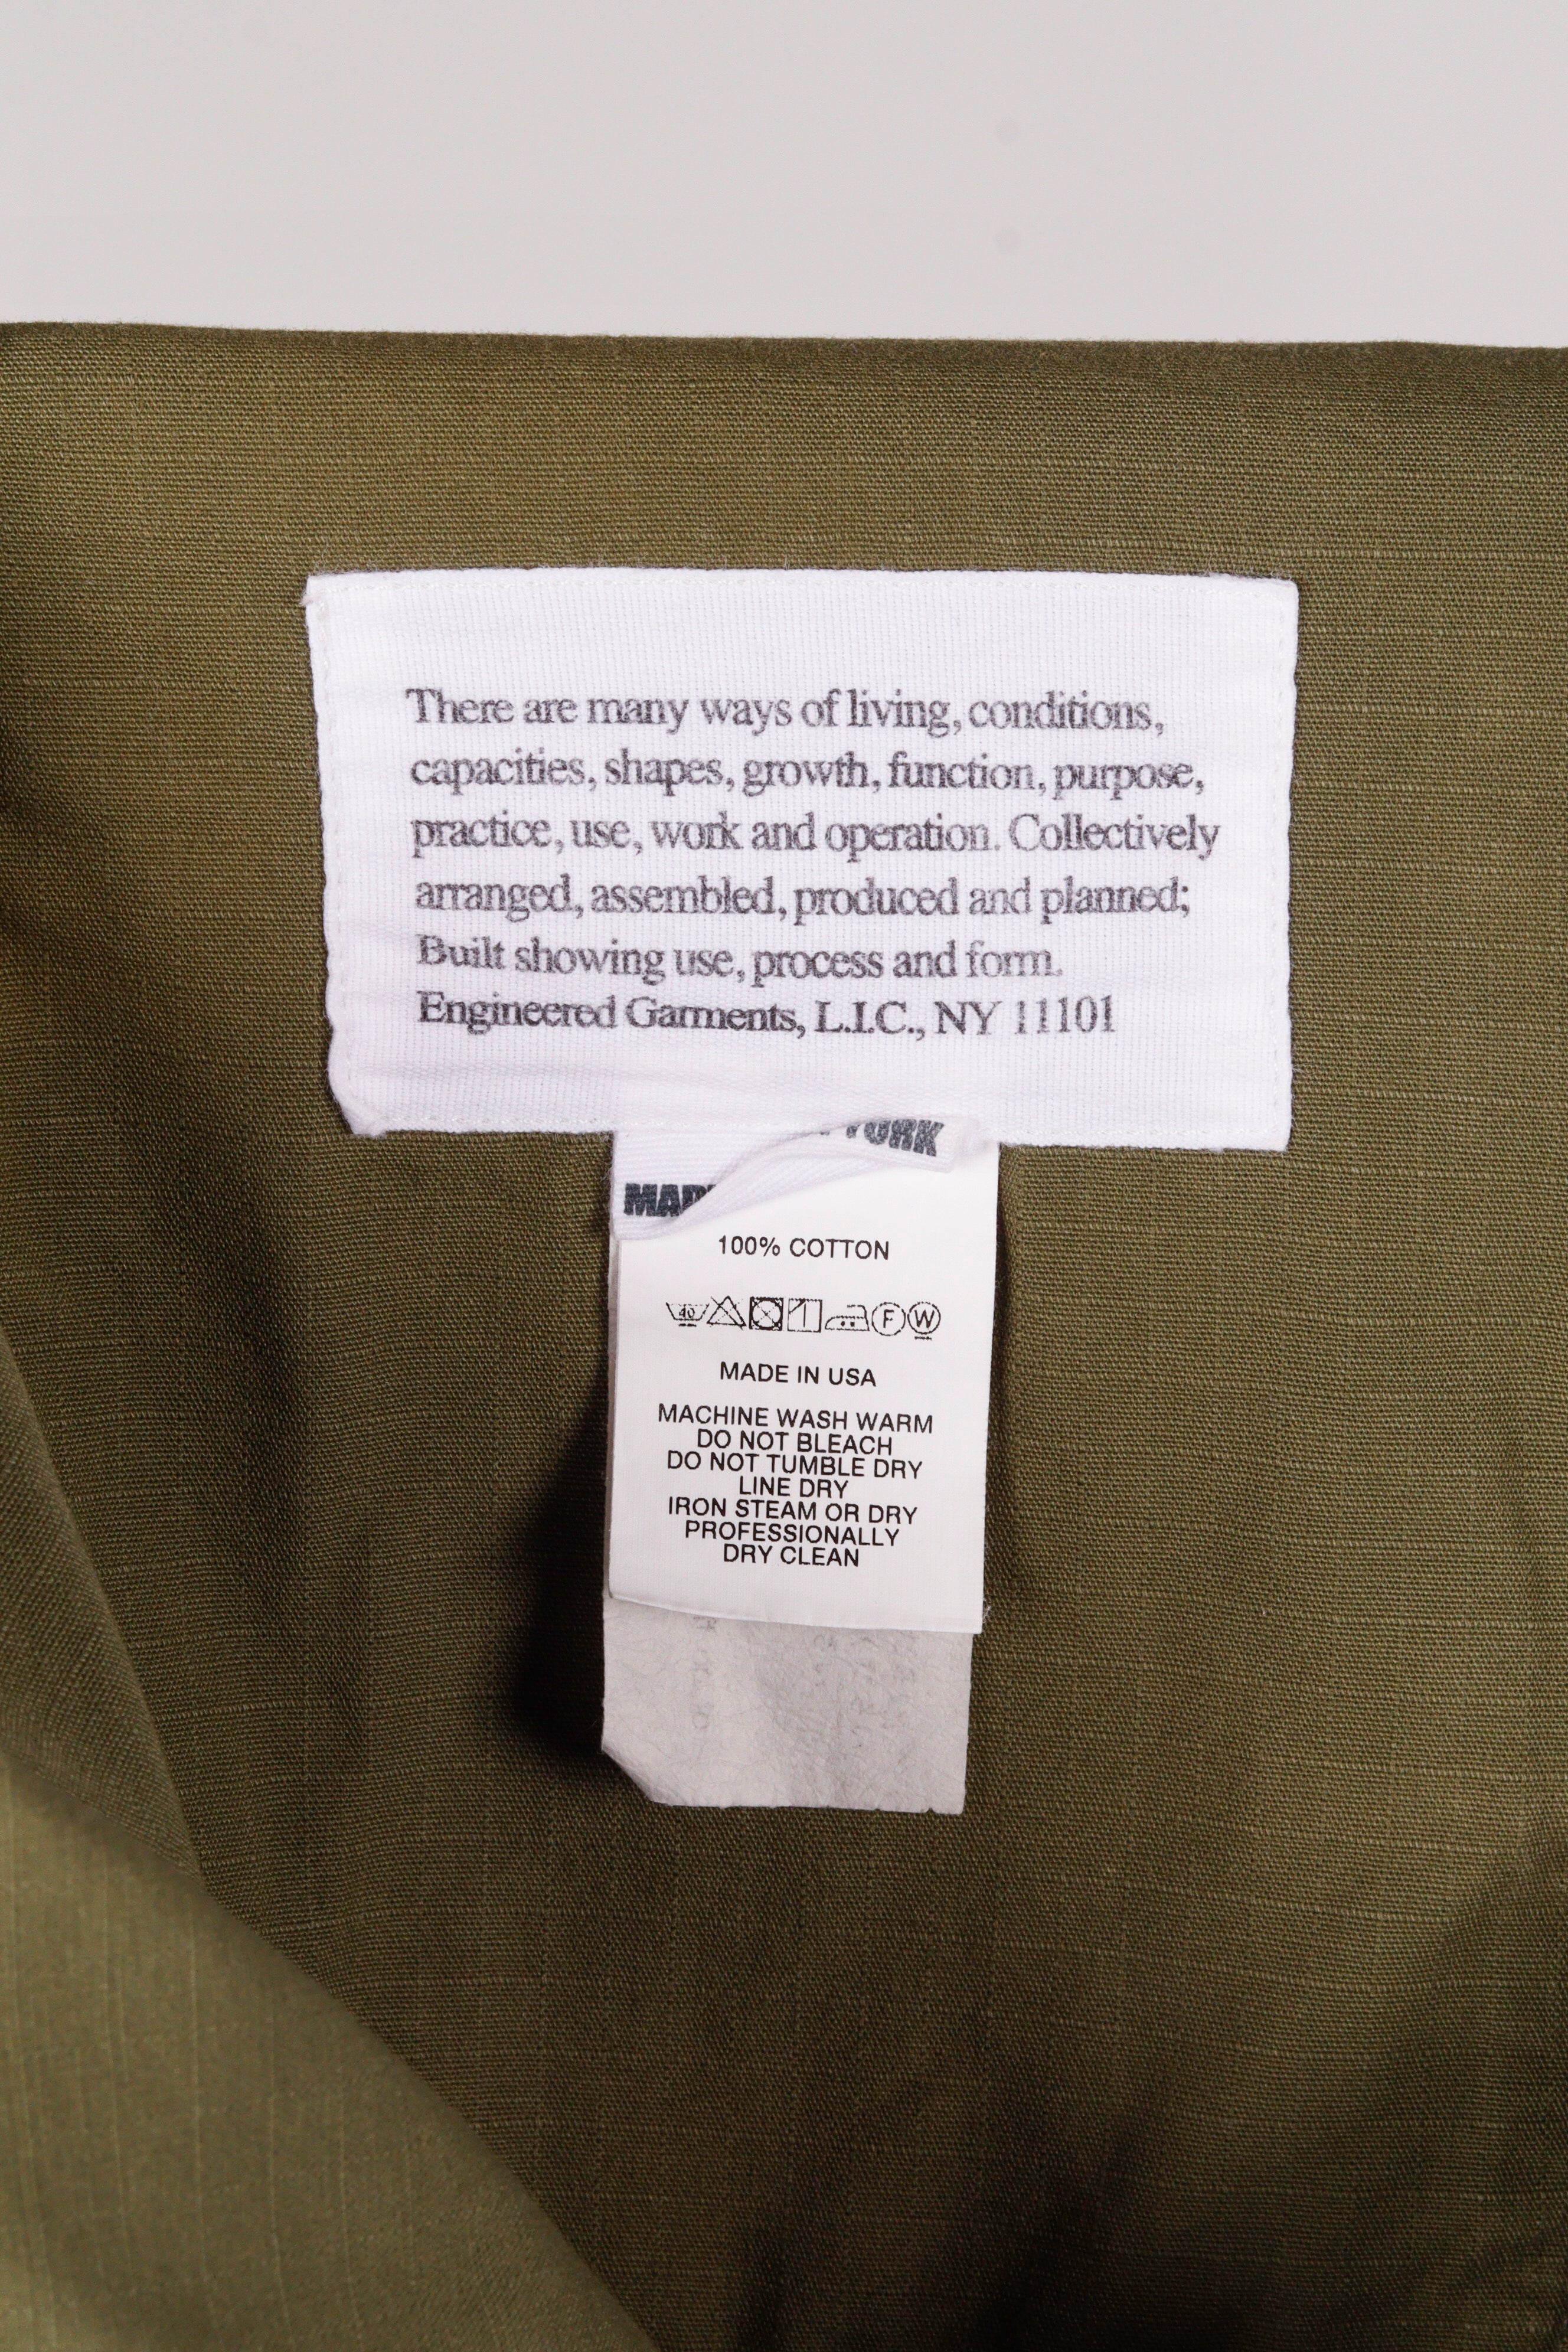 There are many ways of living, conditions,
capacities, shapes, growth, function, purpose,
practice, use, work and operation. Collectively
arranged, assembled, produced and planned;
Built showing use, process and form.
Engineered Garments, L.I.C., NY 11101
100% COTTON
40 F W
MADE IN USA
MACHINE WASH WARM
DO NOT BLEACH
DO NOT TUMBLE DRY
LINE DRY
IRON STEAM OR DRY
PROFESSIONALLY
DRY CLEAN